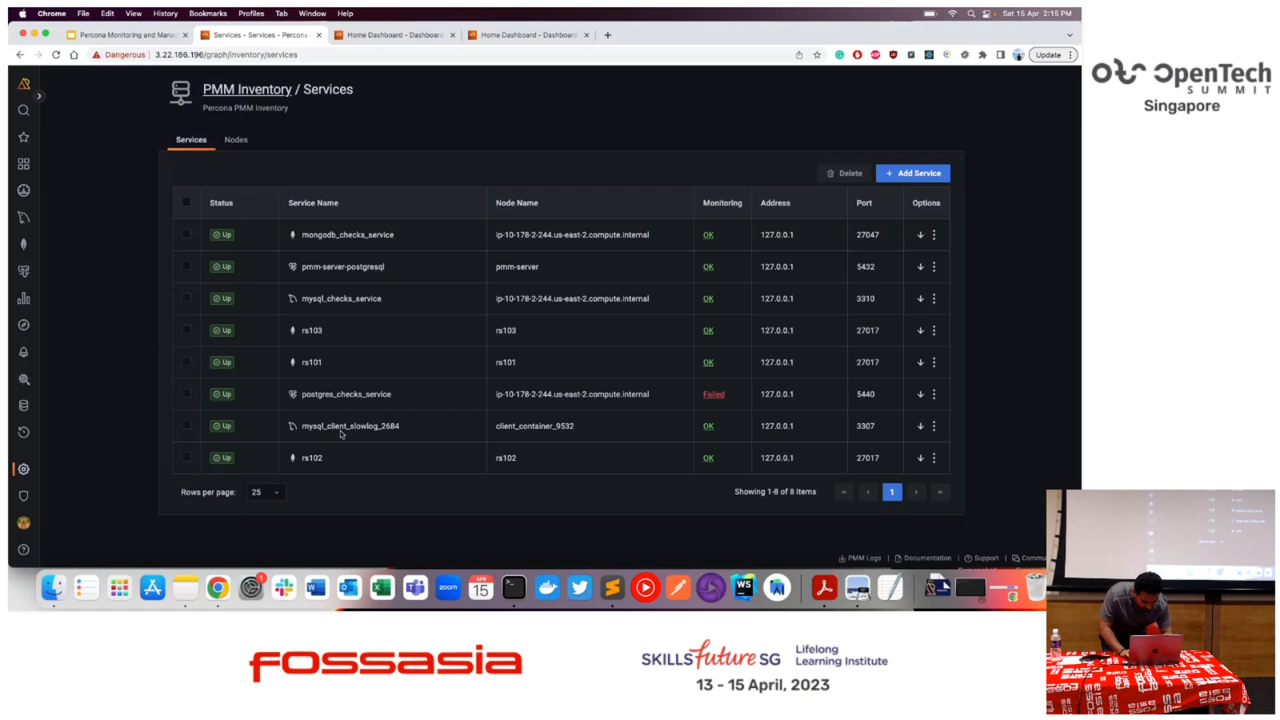 Chrome File Edit View History Bookmarks Profiles Tab Window Help
Sat 15 Apr 2:15 PM
Percona Monitoring and Manag
Services - Services - Percona
Home Dashboard - Dashboard
Home Dashboard - Dashboard
Dangerous 3.22.186.196/graph/inventory/services
Update
OTS OpenTech
SUMMIT
Singapore
PMM Inventory / Services
Percona PMM Inventory
Services Nodes
Delete + Add Service
Status Service Name Node Name Monitoring Address Port Options
Up mongodb_checks_service ip-10-178-2-244.us-east-2.compute.internal OK 127.0.0.1 27047
Up pmm-server-postgresql pmm-server OK 127.0.0.1 5432
Up mysql_checks_service ip-10-178-2-244.us-east-2.compute.internal OK 127.0.0.1 3310
Up rs103 rs103 OK 127.0.0.1 27017
Up rs101 rs101 OK 127.0.0.1 27017
Up postgres_checks_service ip-10-178-2-244.us-east-2.compute.internal Failed 127.0.0.1 5440
Up mysql_client_slowlog_2684 client_container_9532 OK 127.0.0.1 3307
Up rs102 rs102 OK 127.0.0.1 27017
Rows per page: 25 Showing 1-8 of 8 items « ‹ 1 › »
PMM Logs Documentation Support Commu
APR
15
zoom
WS
FOSSASIA
SKILLSfuture SG
Lifelong
Learning Institute
13 - 15 April, 2023